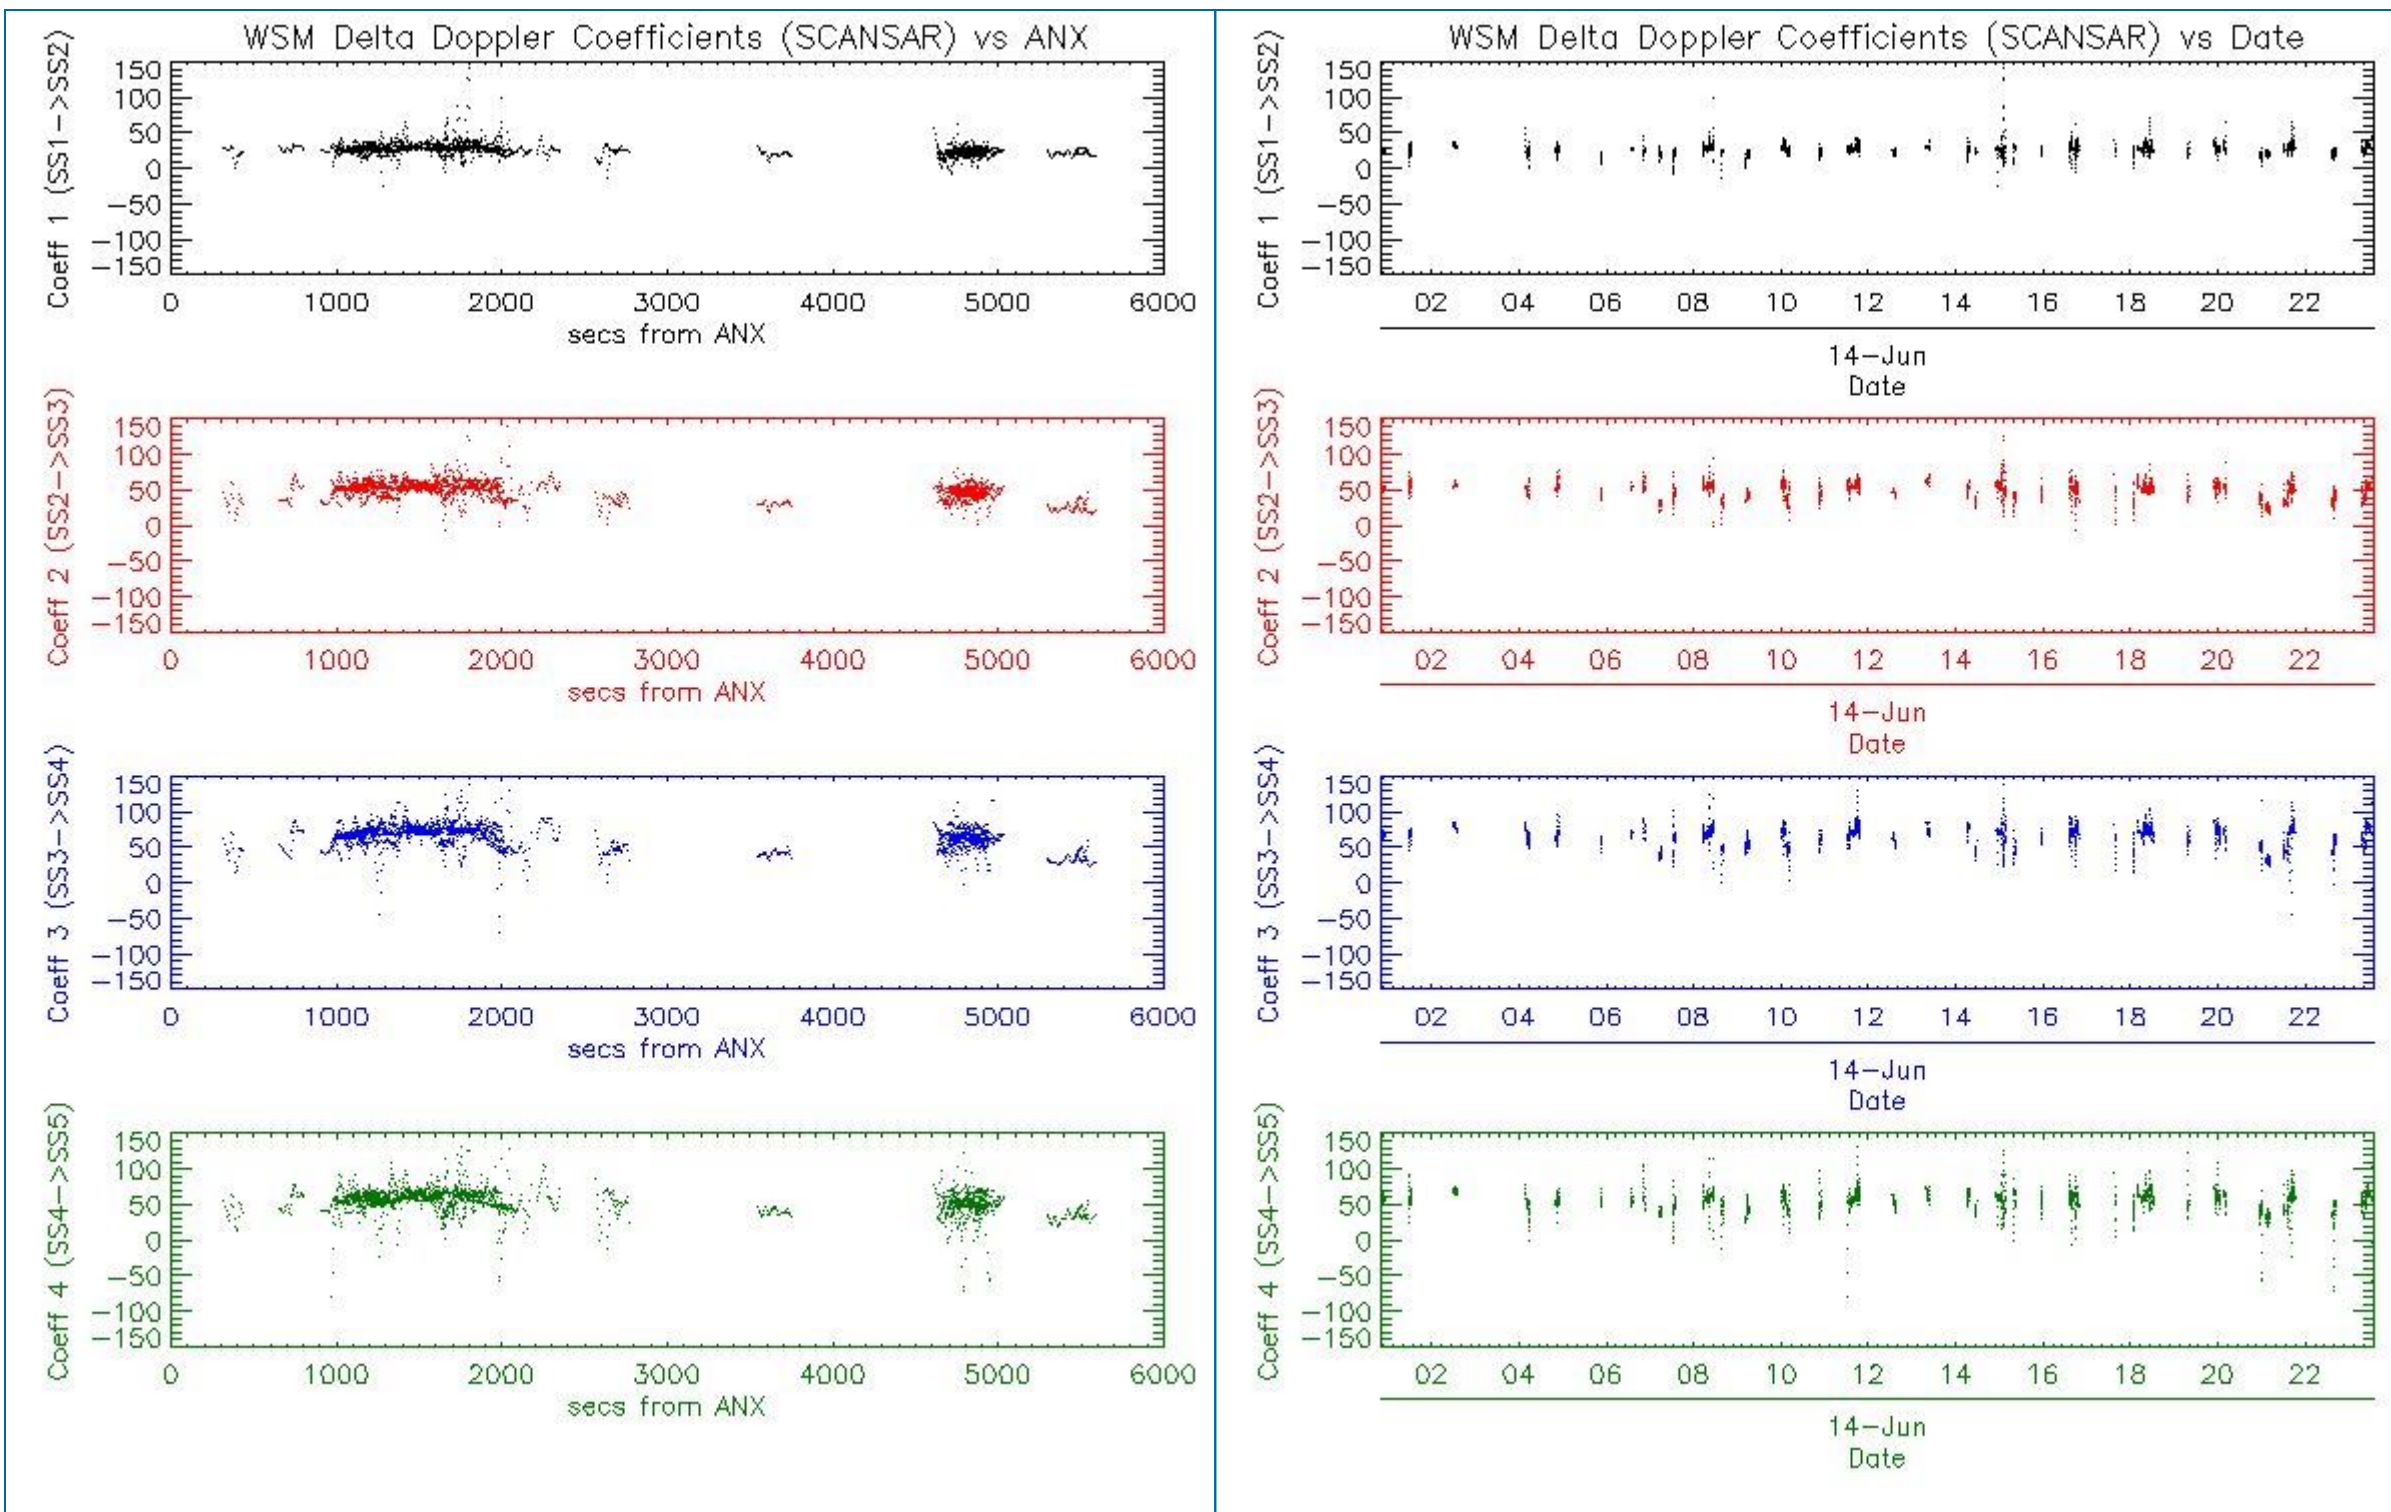 WSM Delta Doppler Coefficients (SCANSAR) vs ANX
Coeff 1 (SS1->SS2)
150
100
50
0
-50
-100
-150
0 1000 2000 3000 4000 5000 6000
secs from ANX
Coeff 2 (SS2->SS3)
150
100
50
0
-50
-100
-150
0 1000 2000 3000 4000 5000 6000
secs from ANX
Coeff 3 (SS3->SS4)
150
100
50
0
-50
-100
-150
0 1000 2000 3000 4000 5000 6000
secs from ANX
Coeff 4 (SS4->SS5)
150
100
50
0
-50
-100
-150
0 1000 2000 3000 4000 5000 6000
secs from ANX
WSM Delta Doppler Coefficients (SCANSAR) vs Date
Coeff 1 (SS1->SS2)
150
100
50
0
-50
-100
-150
02 04 06 08 10 12 14 16 18 20 22
14-Jun
Date
Coeff 2 (SS2->SS3)
150
100
50
0
-50
-100
-150
02 04 06 08 10 12 14 16 18 20 22
14-Jun
Date
Coeff 3 (SS3->SS4)
150
100
50
0
-50
-100
-150
02 04 06 08 10 12 14 16 18 20 22
14-Jun
Date
Coeff 4 (SS4->SS5)
150
100
50
0
-50
-100
-150
02 04 06 08 10 12 14 16 18 20 22
14-Jun
Date